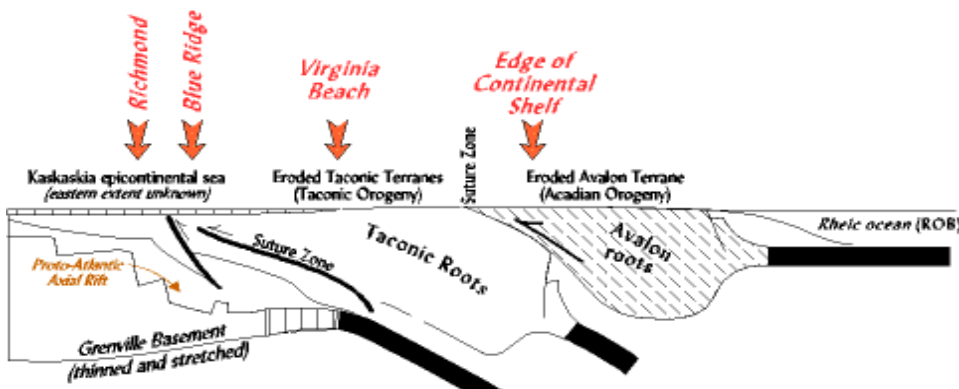 Richmond
Blue Ridge
Virginia
Beach
Edge of
Continental
Shelf
Suture Zone
Kaskaskia epicontinental sea
(eastern extent unknown)
Eroded Taconic Terranes
(Taconic Orogeny)
Eroded Avalon Terrane
(Acadian Orogeny)
Proto-Atlantic
Axial Rift
Suture Zone
Taconic Roots
Avalon
roots
Rheic ocean (ROB)
Grenville Basement
(thinned and stretched)